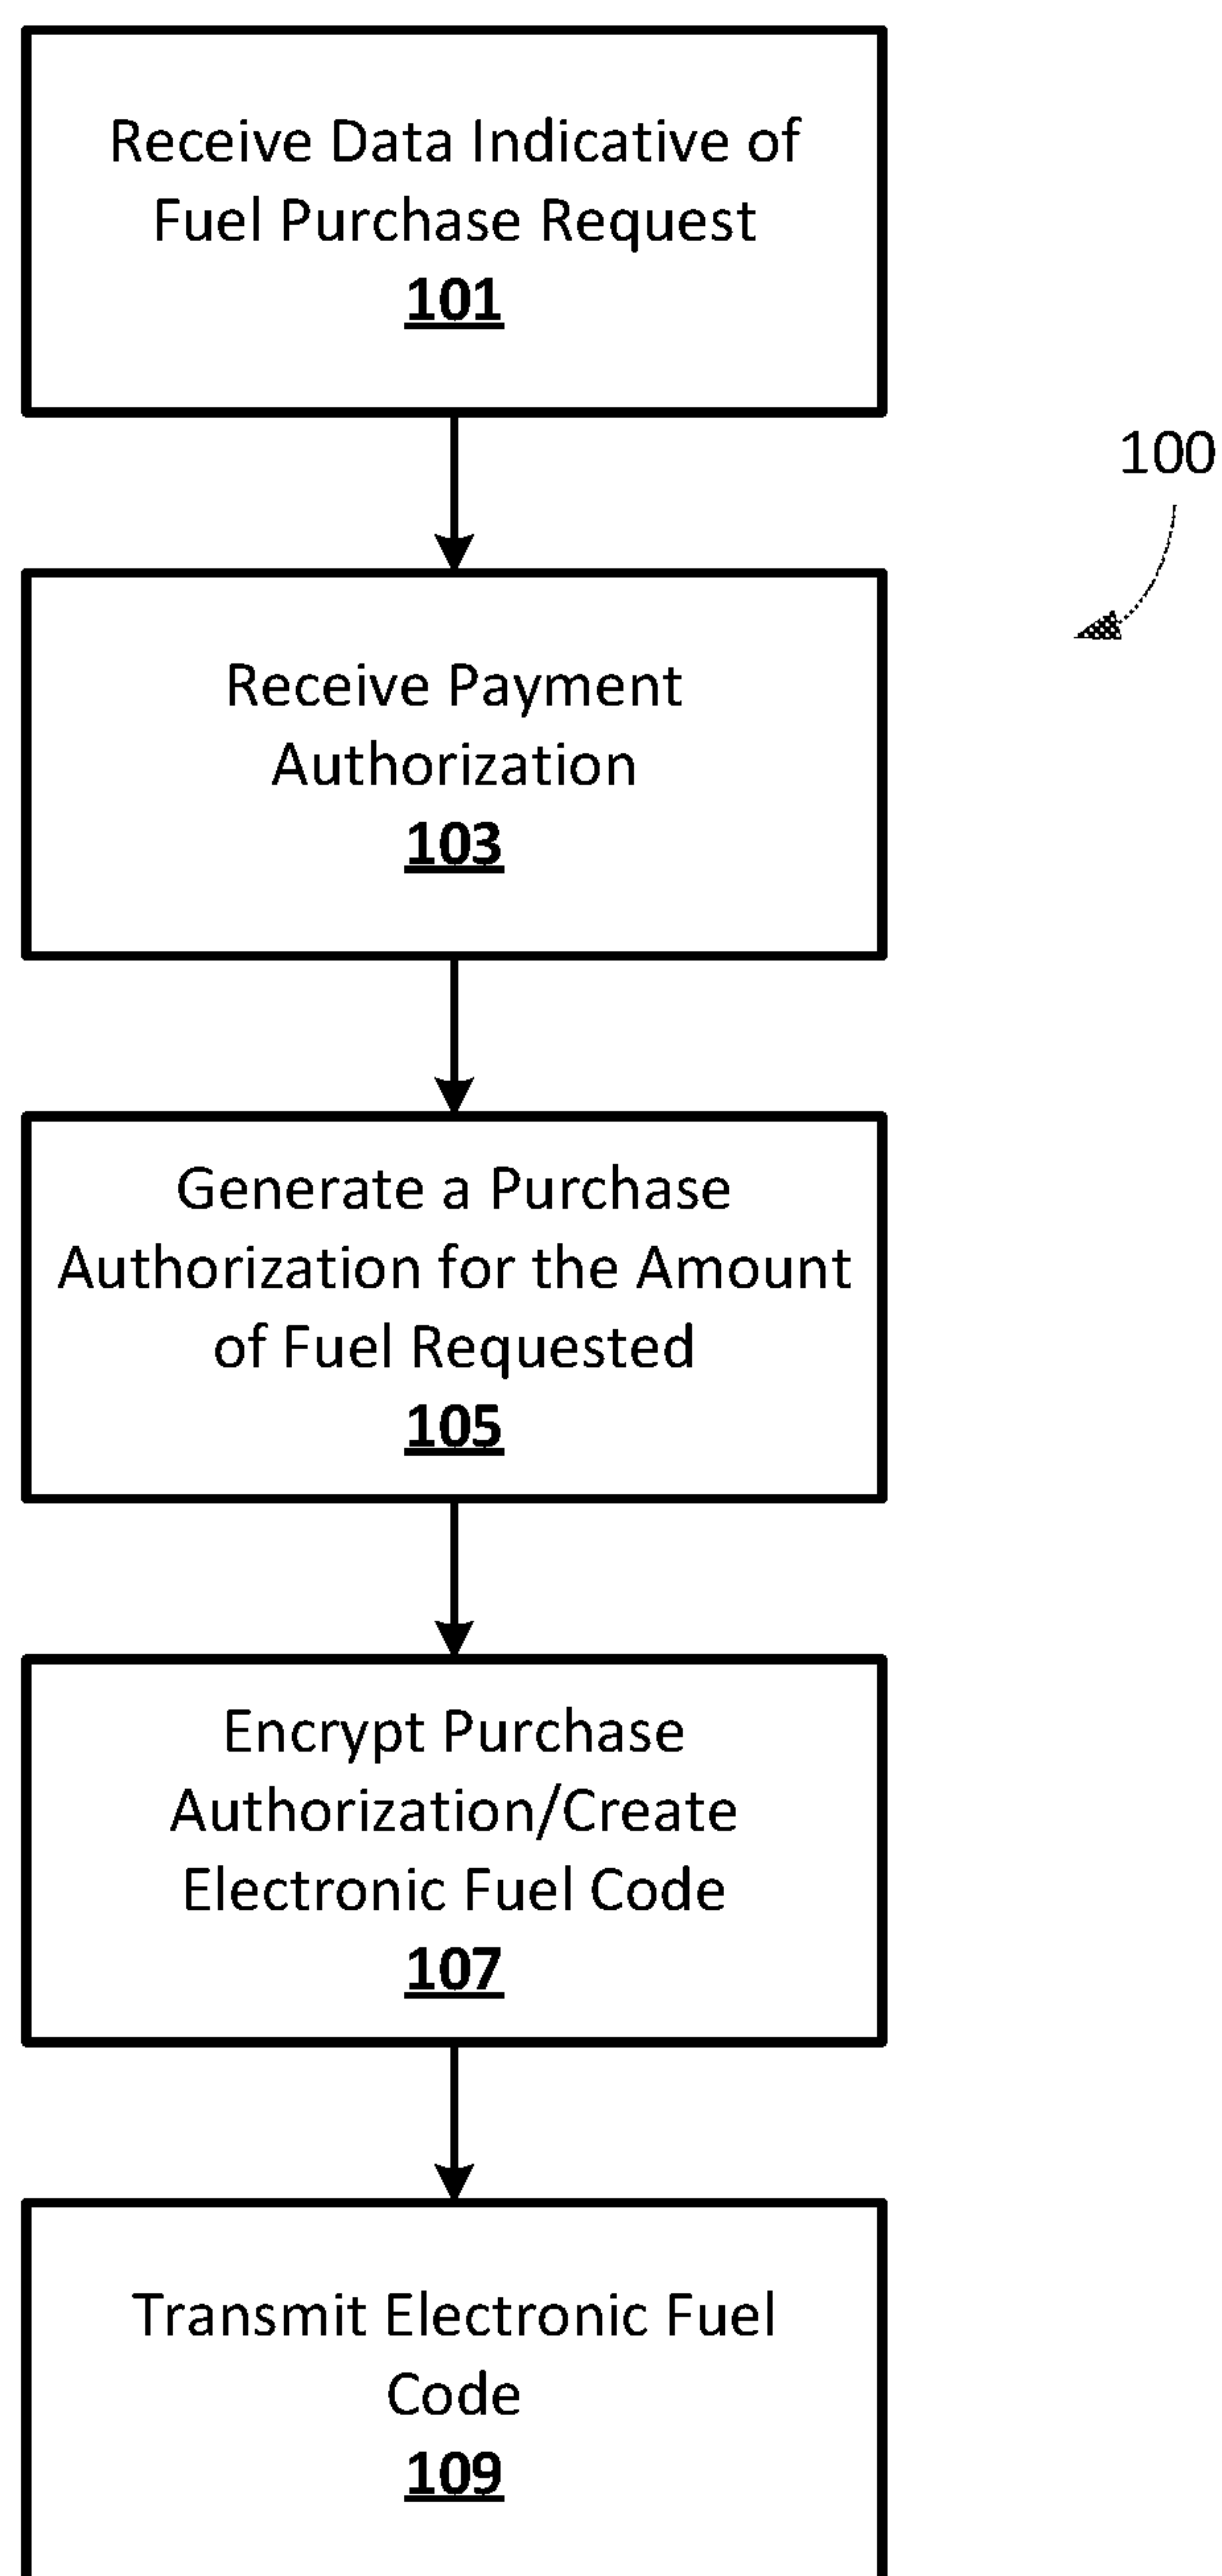 Receive Data Indicative of
Fuel Purchase Request
101
100
Receive Payment
Authorization
103
Generate a Purchase
Authorization for the Amount
of Fuel Requested
105
Encrypt Purchase
Authorization/Create
Electronic Fuel Code
107
Transmit Electronic Fuel
Code
109